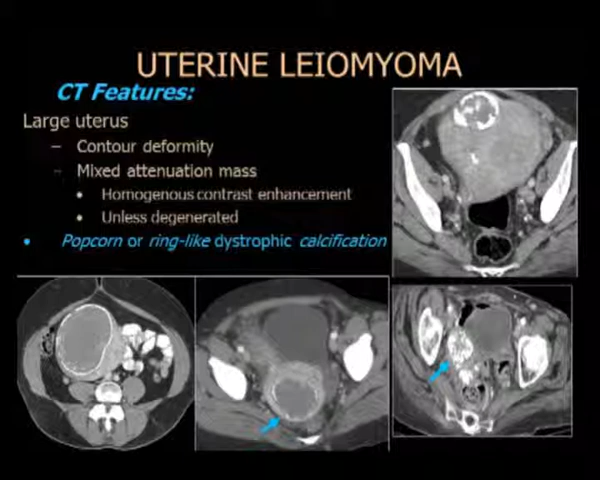 UTERINE LEIOMYOMA
CT Features:
Large uterus
– Contour deformity
– Mixed attenuation mass
• Homogenous contrast enhancement
• Unless degenerated
• Popcorn or ring-like dystrophic calcification